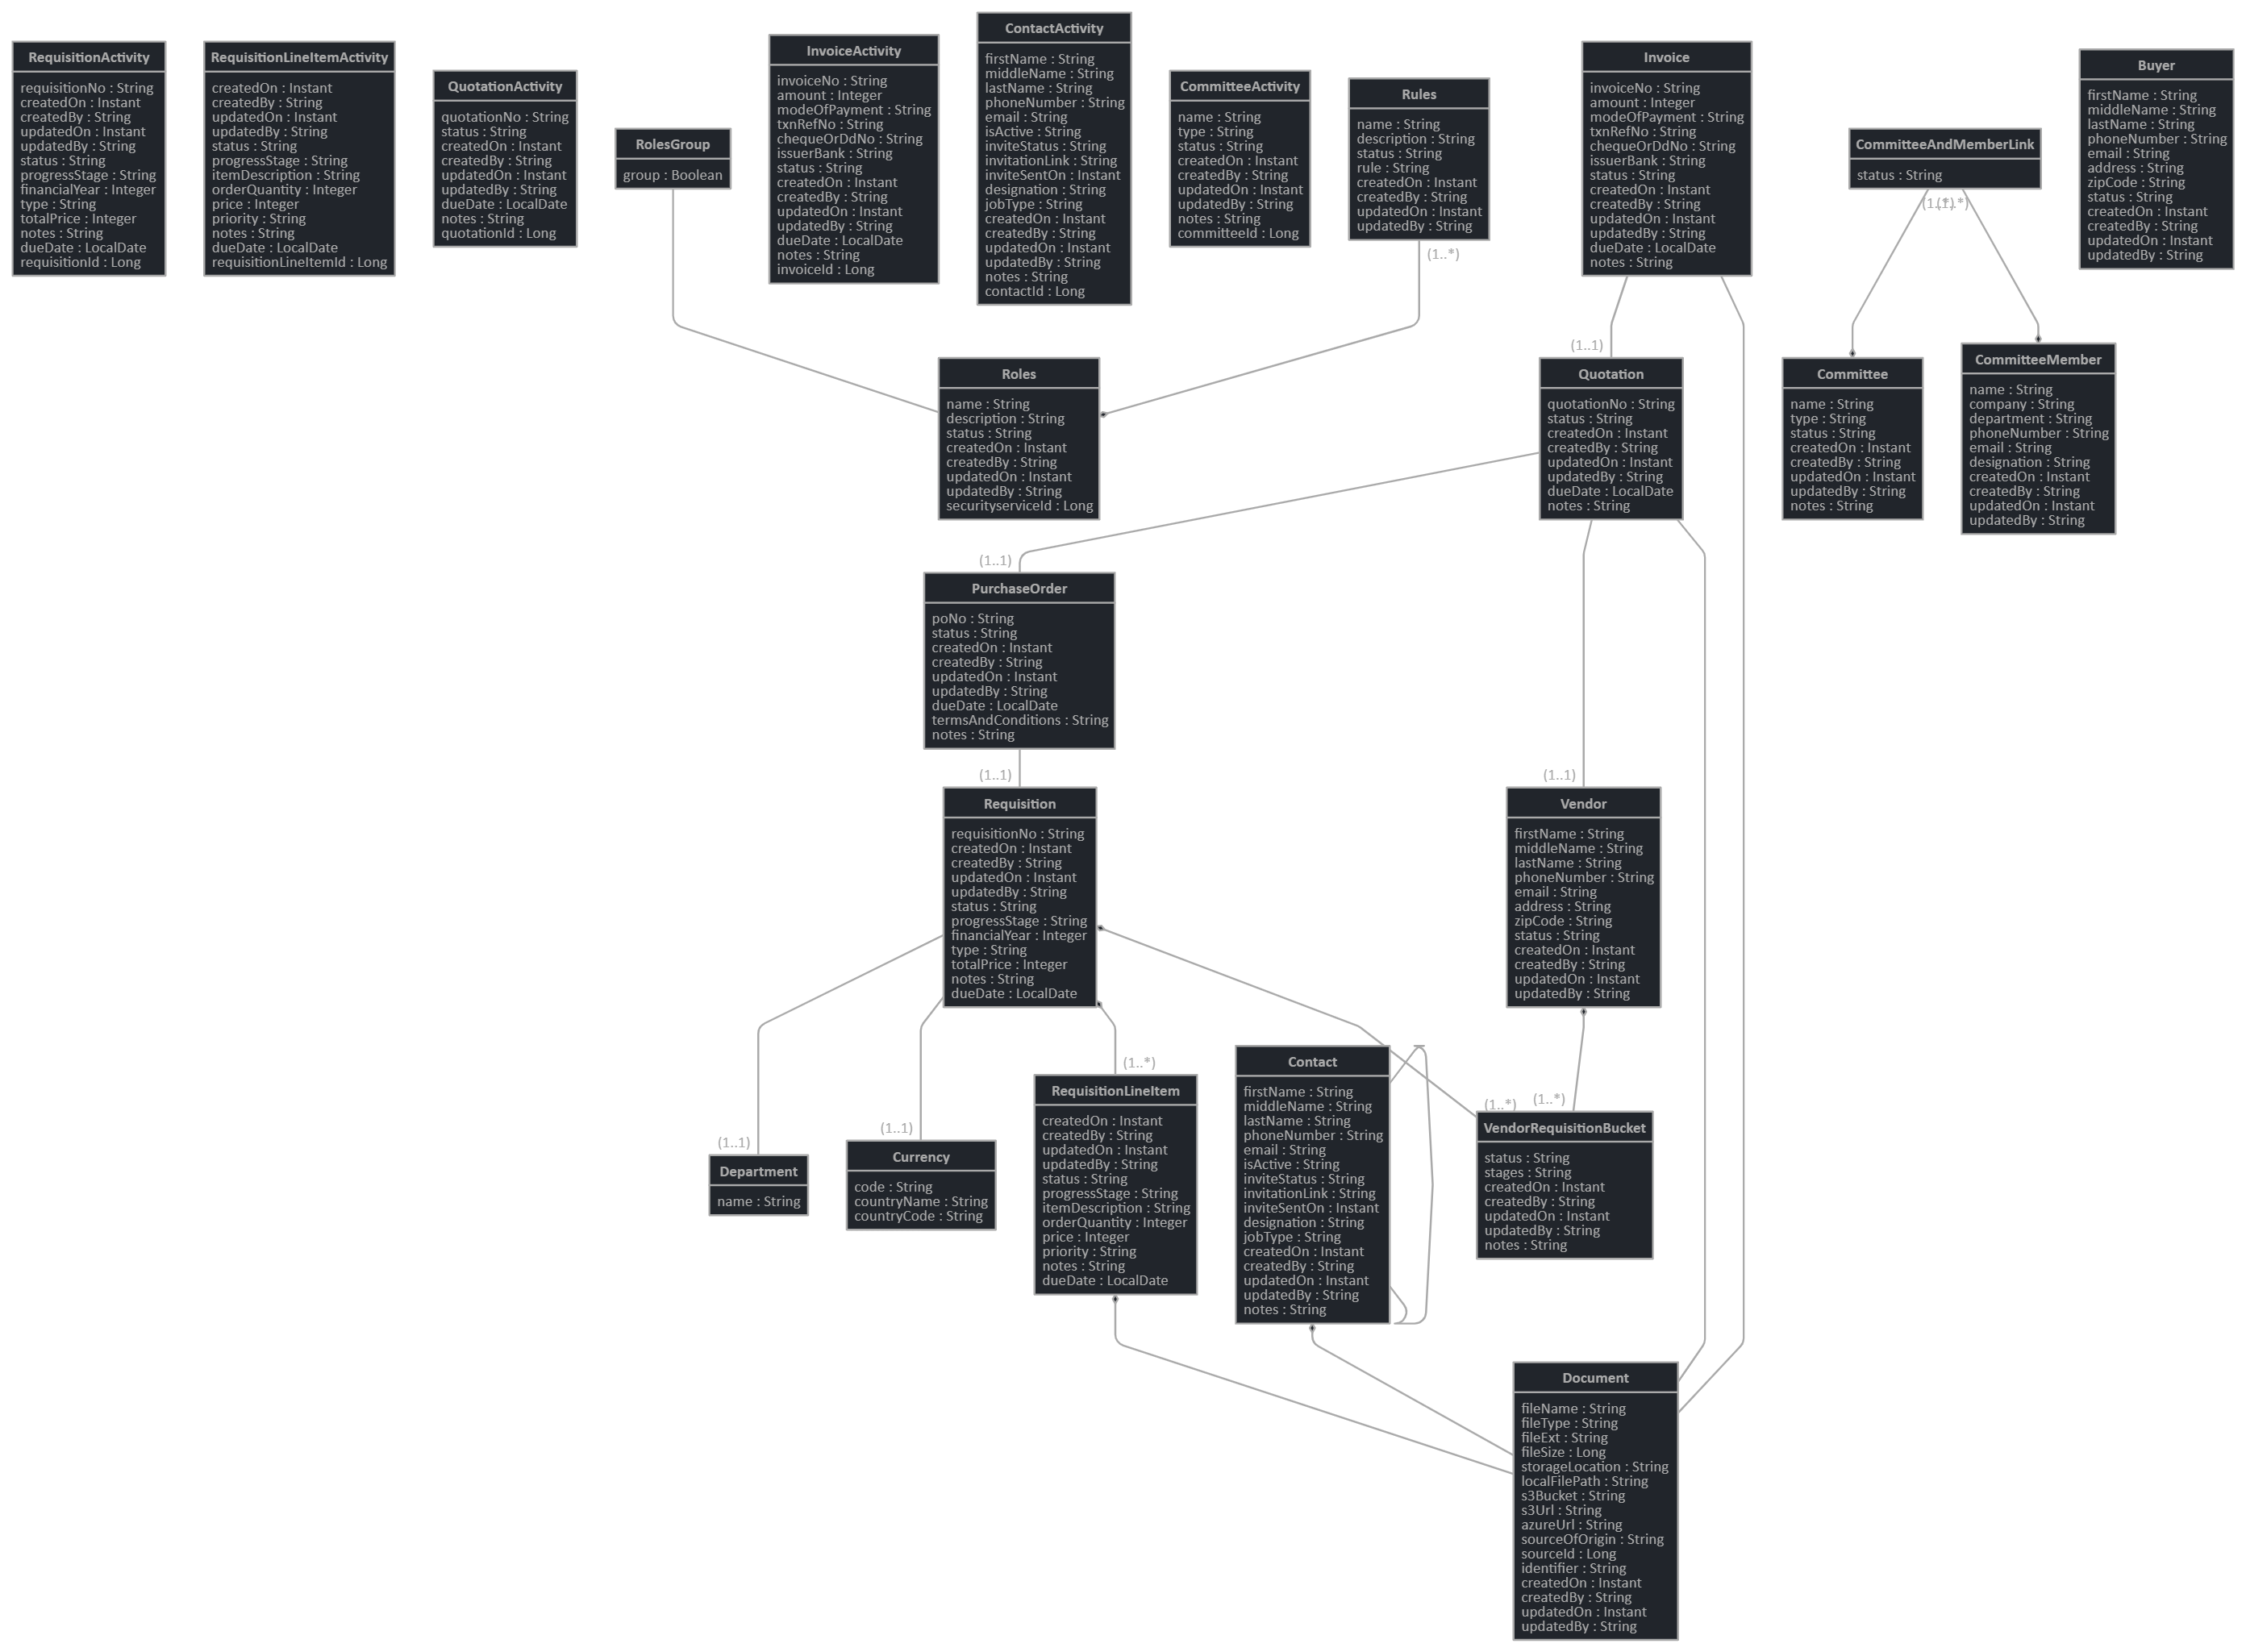 RequisitionActivity
requisitionNo : String
createdOn : Instant
createdBy : String
updatedOn : Instant
updatedBy : String
status : String
progressStage : String
financialYear : Integer
type : String
totalPrice : Integer
notes : String
dueDate : LocalDate
requisitionId : Long
RequisitionLineItemActivity
createdOn : Instant
createdBy : String
updatedOn : Instant
updatedBy : String
status : String
progressStage : String
itemDescription : String
orderQuantity : Integer
price : Integer
priority : String
notes : String
dueDate : LocalDate
requisitionLineItemId : Long
QuotationActivity
quotationNo : String
status : String
createdOn : Instant
createdBy : String
updatedOn : Instant
updatedBy : String
dueDate : LocalDate
notes : String
quotationId : Long
RolesGroup
group : Boolean
InvoiceActivity
invoiceNo : String
amount : Integer
modeOfPayment : String
txnRefNo : String
chequeOrDdNo : String
issuerBank : String
status : String
createdOn : Instant
createdBy : String
updatedOn : Instant
updatedBy : String
dueDate : LocalDate
notes : String
invoiceId : Long
ContactActivity
firstName : String
middleName : String
lastName : String
phoneNumber : String
email : String
isActive : String
inviteStatus : String
invitationLink : String
inviteSentOn : Instant
designation : String
jobType : String
createdOn : Instant
createdBy : String
updatedOn : Instant
updatedBy : String
notes : String
contactId : Long
CommitteeActivity
name : String
type : String
status : String
createdOn : Instant
createdBy : String
updatedOn : Instant
updatedBy : String
notes : String
committeeId : Long
Rules
name : String
description : String
status : String
rule : String
createdOn : Instant
createdBy : String
updatedOn : Instant
updatedBy : String
(1..*)
Invoice
invoiceNo : String
amount : Integer
modeOfPayment : String
txnRefNo : String
chequeOrDdNo : String
issuerBank : String
status : String
createdOn : Instant
createdBy : String
updatedOn : Instant
updatedBy : String
dueDate : LocalDate
notes : String
CommitteeAndMemberLink
status : String
Buyer
firstName : String
middleName : String
lastName : String
phoneNumber : String
email : String
address : String
zipCode : String
status : String
createdOn : Instant
createdBy : String
updatedOn : Instant
updatedBy : String
Roles
name : String
description : String
status : String
createdOn : Instant
createdBy : String
updatedOn : Instant
updatedBy : String
securityserviceId : Long
(1..1)
Quotation
quotationNo : String
status : String
createdOn : Instant
createdBy : String
updatedOn : Instant
updatedBy : String
dueDate : LocalDate
notes : String
Committee
name : String
type : String
status : String
createdOn : Instant
createdBy : String
updatedOn : Instant
updatedBy : String
notes : String
CommitteeMember
name : String
company : String
department : String
phoneNumber : String
email : String
designation : String
createdOn : Instant
createdBy : String
updatedOn : Instant
updatedBy : String
(1..1)
PurchaseOrder
poNo : String
status : String
createdOn : Instant
createdBy : String
updatedOn : Instant
updatedBy : String
dueDate : LocalDate
termsAndConditions : String
notes : String
(1..1)
Requisition
requisitionNo : String
createdOn : Instant
createdBy : String
updatedOn : Instant
updatedBy : String
status : String
progressStage : String
financialYear : Integer
type : String
totalPrice : Integer
notes : String
dueDate : LocalDate
(1..1)
Vendor
firstName : String
middleName : String
lastName : String
phoneNumber : String
email : String
address : String
zipCode : String
status : String
createdOn : Instant
createdBy : String
updatedOn : Instant
updatedBy : String
(1..1)
Department
name : String
(1..1)
Currency
code : String
countryName : String
countryCode : String
(1..*)
RequisitionLineItem
createdOn : Instant
createdBy : String
updatedOn : Instant
updatedBy : String
status : String
progressStage : String
itemDescription : String
orderQuantity : Integer
price : Integer
priority : String
notes : String
dueDate : LocalDate
Contact
firstName : String
middleName : String
lastName : String
phoneNumber : String
email : String
isActive : String
inviteStatus : String
invitationLink : String
inviteSentOn : Instant
designation : String
jobType : String
createdOn : Instant
createdBy : String
updatedOn : Instant
updatedBy : String
notes : String
(1..*)
(1..*)
VendorRequisitionBucket
status : String
stages : String
createdOn : Instant
createdBy : String
updatedOn : Instant
updatedBy : String
notes : String
Document
fileName : String
fileType : String
fileExt : String
fileSize : Long
storageLocation : String
localFilePath : String
s3Bucket : String
s3Url : String
azureUrl : String
sourceOfOrigin : String
sourceId : Long
identifier : String
createdOn : Instant
createdBy : String
updatedOn : Instant
updatedBy : String